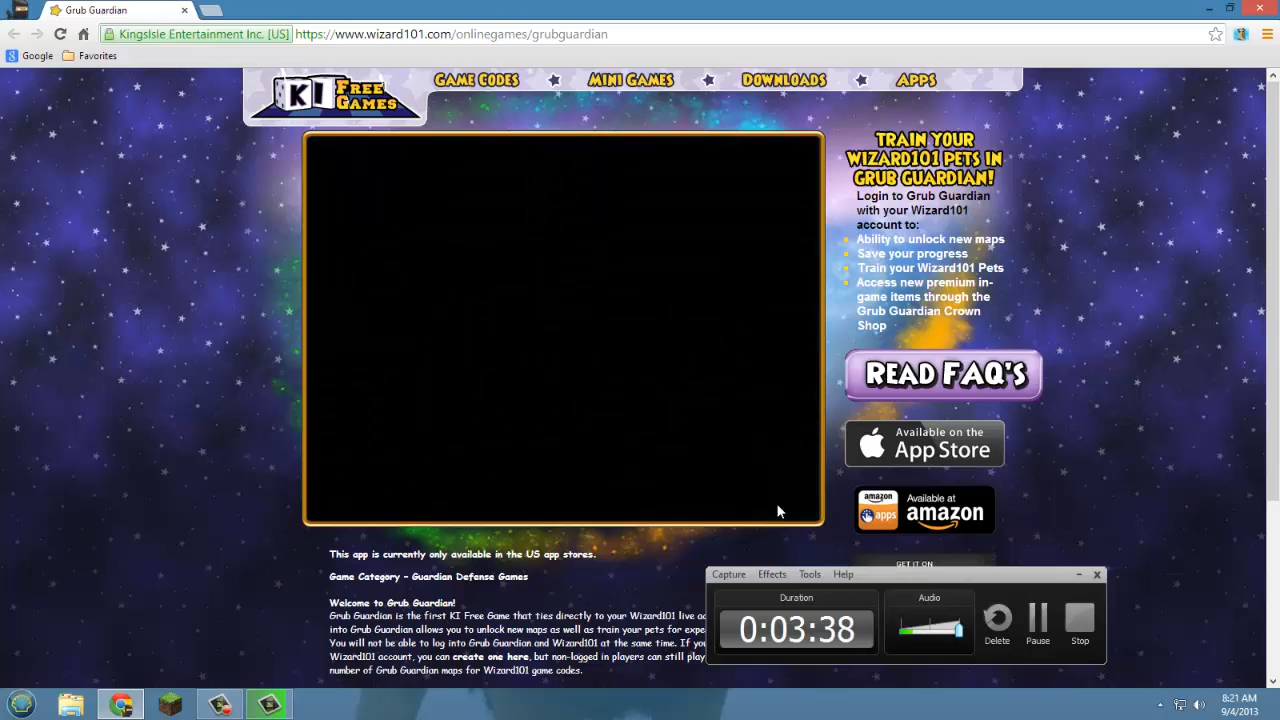 Grub Guardian
KingsIsle Entertainment Inc. [US] https://www.wizard101.com/onlinegames/grubguardian
Google Favorites
KI FREE GAMES
GAME CODES MINI GAMES DOWNLOADS APPS
TRAIN YOUR
WIZARD101 PETS IN
GRUB GUARDIAN!
Login to Grub Guardian
with your Wizard101
account to:
Ability to unlock new maps
Save your progress
Train your Wizard101 Pets
Access new premium in-
game items through the
Grub Guardian Crown
Shop
READ FAQ'S
Available on the
App Store
amazon
apps
Available at
amazon
GET IT ON
This app is currently only available in the US app stores.
Game Category - Guardian Defense Games
Welcome to Grub Guardian!
Grub Guardian is the first KI Free Game that ties directly to your Wizard101 live ac
into Grub Guardian allows you to unlock new maps as well as train your pets for expe
You will not be able to log into Grub Guardian and Wizard101 at the same time. If you
Wizard101 account, you can create one here, but non-logged in players can still play
number of Grub Guardian maps for Wizard101 game codes.
Capture Effects Tools Help
Duration
0:03:38
Audio
Delete Pause Stop
8:21 AM
9/4/2013